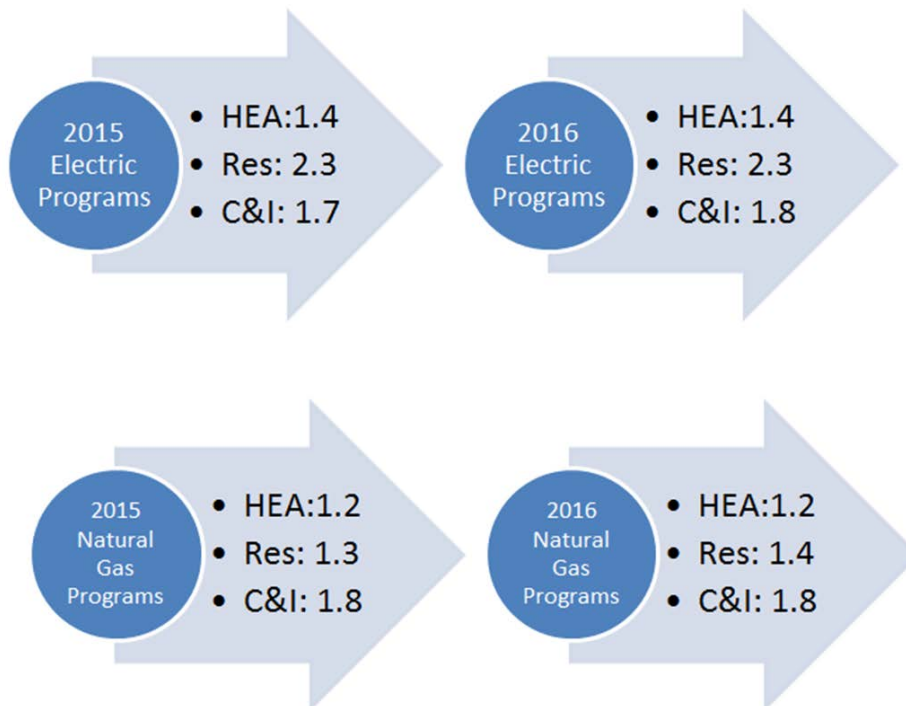 2015
Electric
Programs
• HEA:1.4
• Res: 2.3
• C&I: 1.7
2016
Electric
Programs
• HEA:1.4
• Res: 2.3
• C&I: 1.8
2015
Natural
Gas
Programs
• HEA:1.2
• Res: 1.3
• C&I: 1.8
2016
Natural
Gas
Programs
• HEA:1.2
• Res: 1.4
• C&I: 1.8